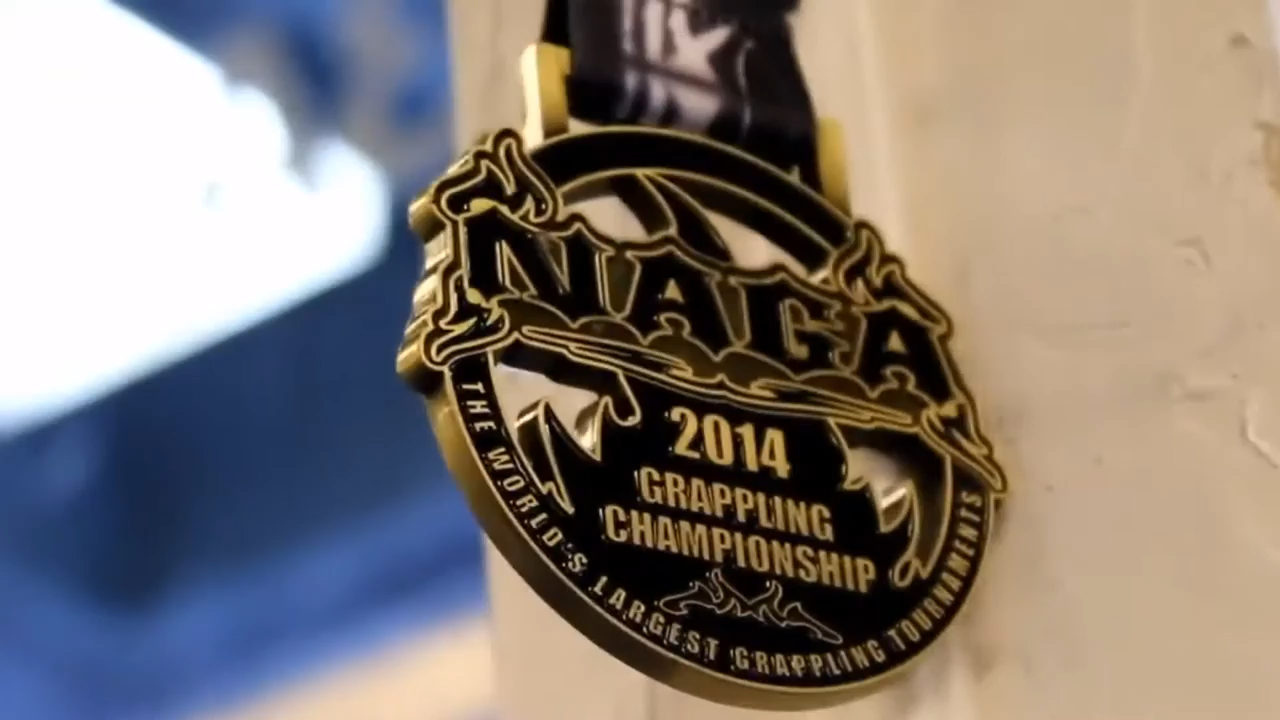 NAGA
2014
GRAPPLING
CHAMPIONSHIP
THE WORLD'S LARGEST GRAPPLING TOURNAMENTS